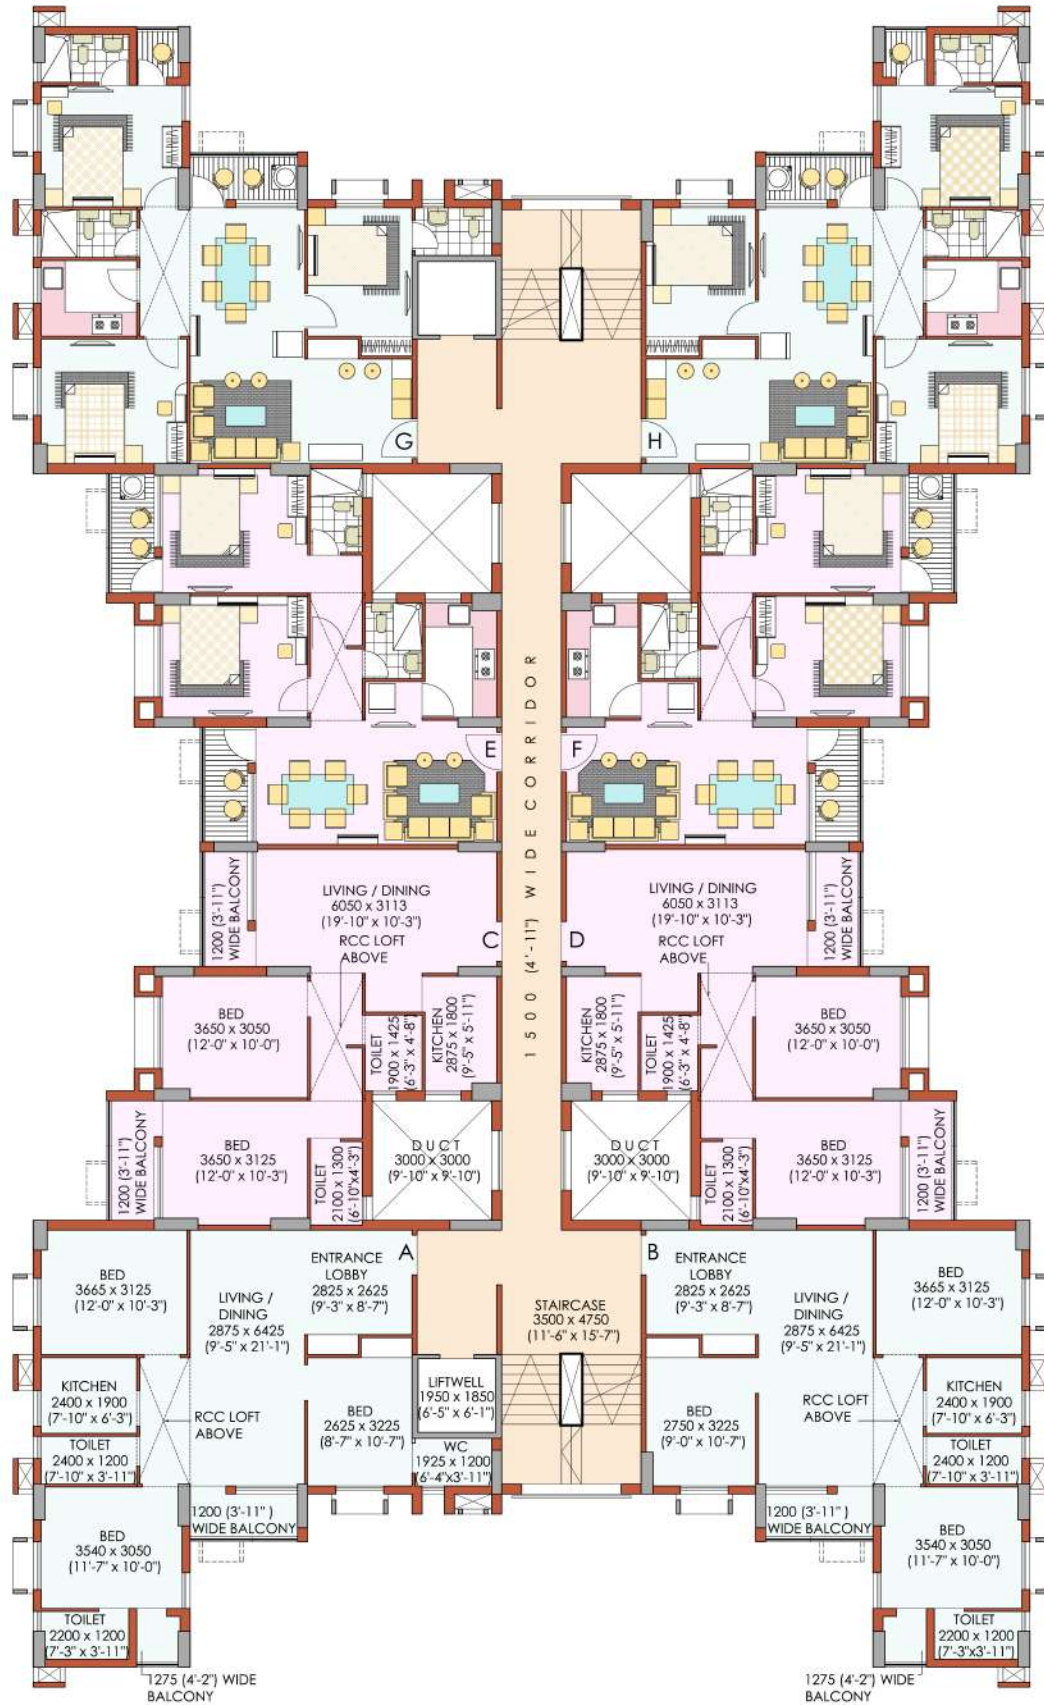 G
H
E
F
1500 (4'-11") WIDE CORRIDOR
1200 (3'-11")
WIDE BALCONY
LIVING / DINING
6050 x 3113
(19'-10" x 10'-3")
RCC LOFT
ABOVE
C
D
LIVING / DINING
6050 x 3113
(19'-10" x 10'-3")
RCC LOFT
ABOVE
1200 (3'-11")
WIDE BALCONY
BED
3650 x 3050
(12'-0" x 10'-0")
TOILET
1900 x 1425
(6'-3" x 4'-8")
KITCHEN
2875 x 1800
(9'-5" x 5'-11")
KITCHEN
2875 x 1800
(9'-5" x 5'-11")
TOILET
1900 x 1425
(6'-3" x 4'-8")
BED
3650 x 3050
(12'-0" x 10'-0")
1200 (3'-11")
WIDE BALCONY
BED
3650 x 3125
(12'-0" x 10'-3")
TOILET
2100 x 1300
(6'-10"x4'-3")
DUCT
3000 x 3000
(9'-10" x 9'-10")
DUCT
3000 x 3000
(9'-10" x 9'-10")
TOILET
2100 x 1300
(6'-10"x4'-3")
BED
3650 x 3125
(12'-0" x 10'-3")
1200 (3'-11")
WIDE BALCONY
A
B
BED
3665 x 3125
(12'-0" x 10'-3")
LIVING /
DINING
2875 x 6425
(9'-5" x 21'-1")
ENTRANCE
LOBBY
2825 x 2625
(9'-3" x 8'-7")
STAIRCASE
3500 x 4750
(11'-6" x 15'-7")
ENTRANCE
LOBBY
2825 x 2625
(9'-3" x 8'-7")
LIVING /
DINING
2875 x 6425
(9'-5" x 21'-1")
BED
3665 x 3125
(12'-0" x 10'-3")
KITCHEN
2400 x 1900
(7'-10" x 6'-3")
RCC LOFT
ABOVE
BED
2625 x 3225
(8'-7" x 10'-7")
LIFTWELL
1950 x 1850
(6'-5" x 6'-1")
BED
2750 x 3225
(9'-0" x 10'-7")
RCC LOFT
ABOVE
KITCHEN
2400 x 1900
(7'-10" x 6'-3")
TOILET
2400 x 1200
(7'-10" x 3'-11")
WC
1925 x 1200
(6'-4"x3'-11")
TOILET
2400 x 1200
(7'-10" x 3'-11")
1200 (3'-11" )
WIDE BALCONY
1200 (3'-11" )
WIDE BALCONY
BED
3540 x 3050
(11'-7" x 10'-0")
BED
3540 x 3050
(11'-7" x 10'-0")
TOILET
2200 x 1200
(7'-3" x 3'-11")
TOILET
2200 x 1200
(7'-3"x3'-11")
1275 (4'-2") WIDE
BALCONY
1275 (4'-2") WIDE
BALCONY